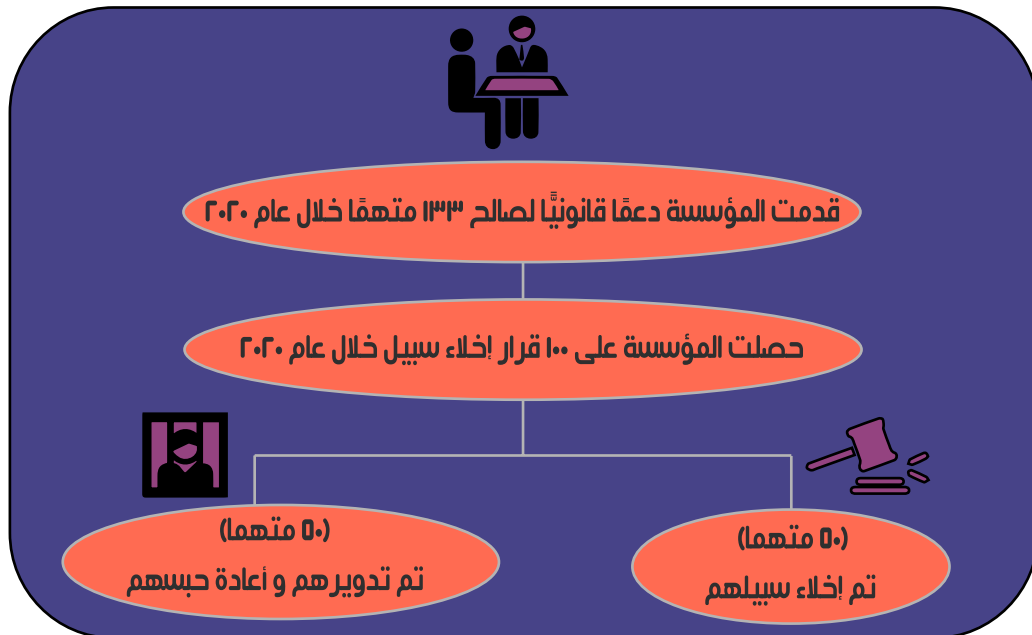 قدمت المؤسسة دعمًا قانونيًّا لصالح ١٣٣ متهمًا خلال عام ٢٠٢٠
حصلت المؤسسة على ١٠٠ قرار إخلاء سبيل خلال عام ٢٠٢٠
(٥٠ متهما)
تم إخلاء سبيلهم
(٥٠ متهما)
تم تدويرهم و أعادة حبسهم